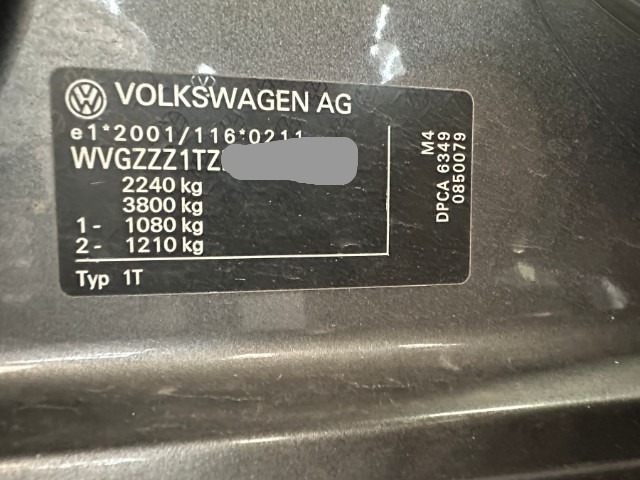 VOLKSWAGEN AG
e1*2001/116*0211
WVGZZZ1TZ
2240 kg
3800 kg
1- 1080 kg
2- 1210 kg
Typ 1T
M4
DPCA 6349
0850079